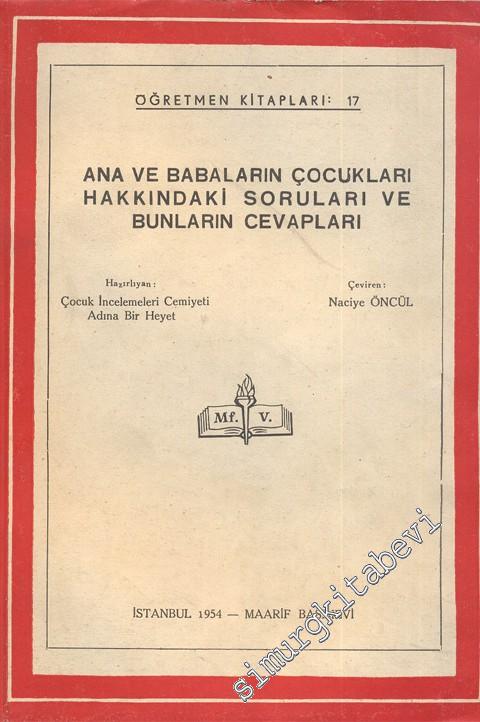 ÖĞRETMEN KİTAPLARI: 17
ANA VE BABALARIN ÇOCUKLARI
HAKKINDAKİ SORULARI VE
BUNLARIN CEVAPLARI
Hazırlıyan :
Çocuk İncelemeleri Cemiyeti
Adına Bir Heyet
Çeviren :
Naciye ÖNCÜL
Mf. V.
İSTANBUL 1954 — MAARİF BASIMEVİ
simurgkitabevi